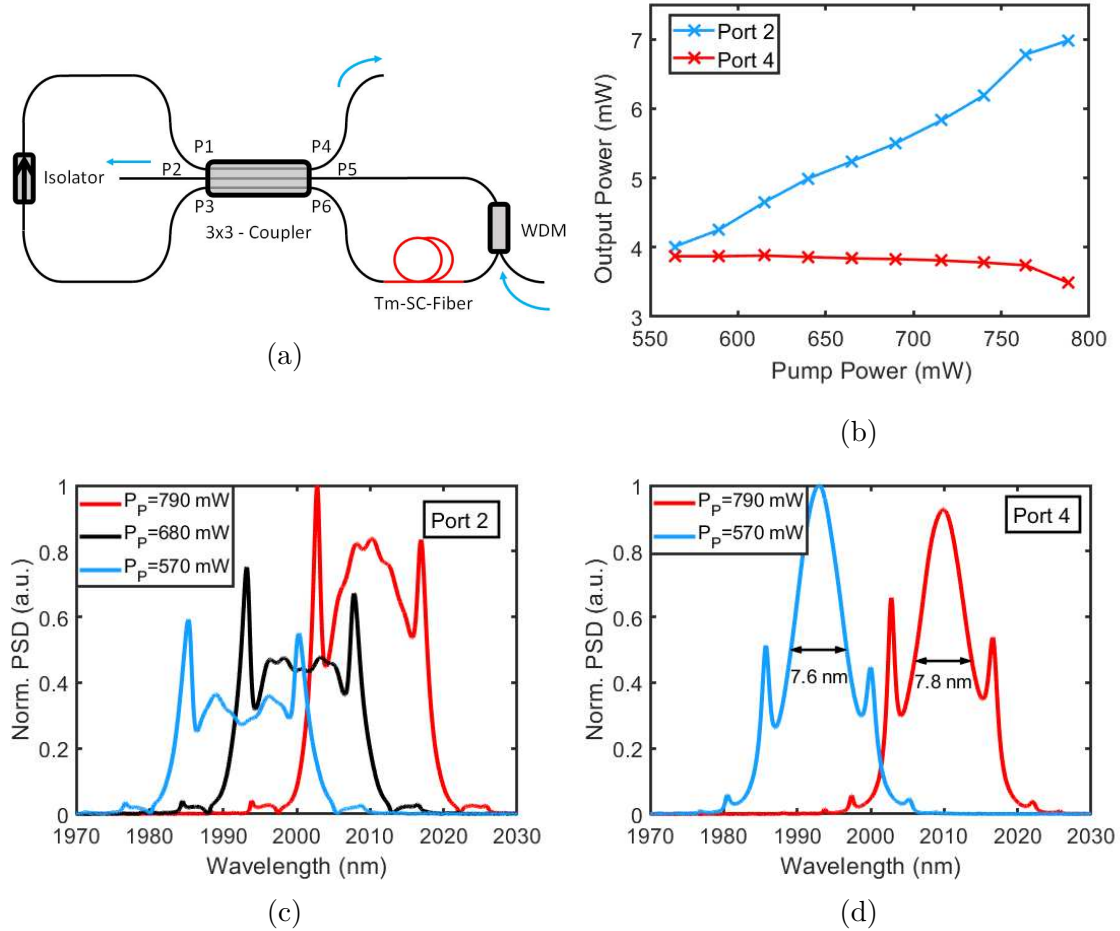 P1
P4
Isolator
P2
P5
P3
P6
3x3 - Coupler
WDM
Tm-SC-Fiber
(a)
Port 2
Port 4
Output Power (mW)
7
6
5
4
3
550 600 650 700 750 800
Pump Power (mW)
(b)
P_P=790 mW
P_P=680 mW
P_P=570 mW
Port 2
Norm. PSD (a.u.)
1
0.8
0.6
0.4
0.2
0
1970 1980 1990 2000 2010 2020 2030
Wavelength (nm)
(c)
P_P=790 mW
P_P=570 mW
Port 4
7.6 nm
7.8 nm
Norm. PSD (a.u.)
1
0.8
0.6
0.4
0.2
0
1970 1980 1990 2000 2010 2020 2030
Wavelength (nm)
(d)